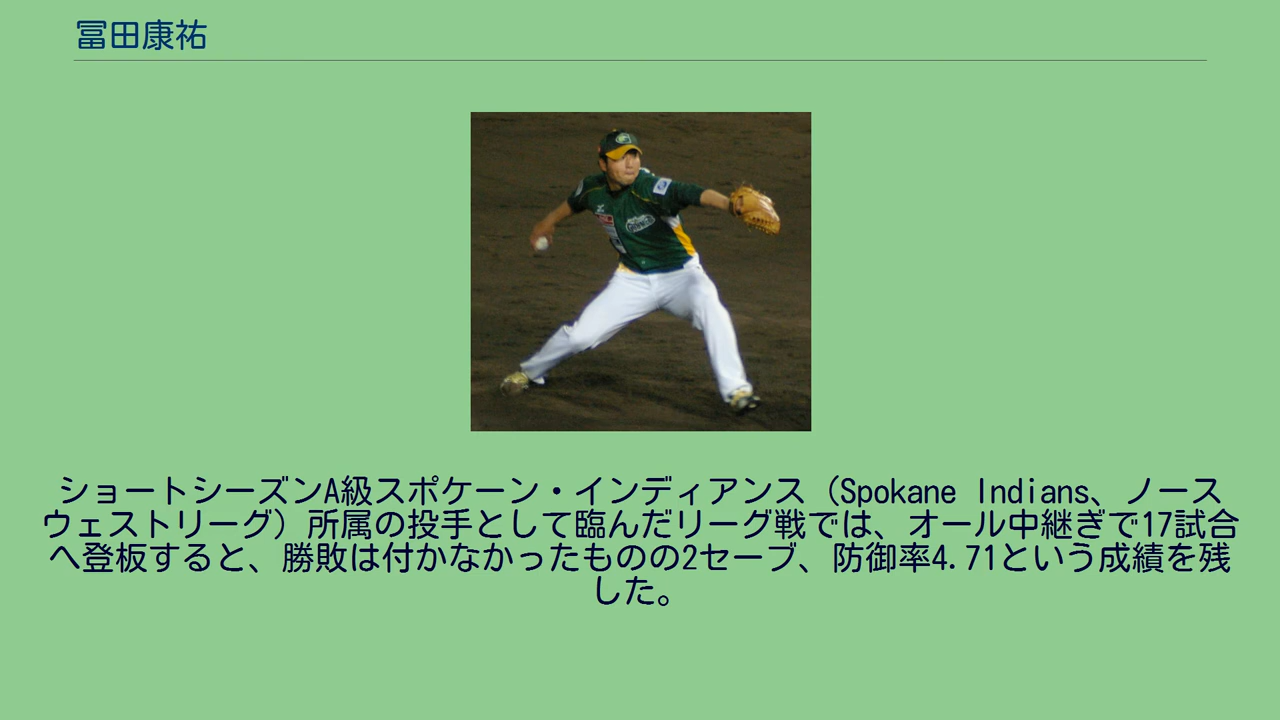 冨田康祐
ショートシーズンA級スポケーン・インディアンス（Spokane Indians、ノース
ウェストリーグ）所属の投手として臨んだリーグ戦では、オール中継ぎで17試合
へ登板すると、勝敗は付かなかったものの2セーブ、防御率4.71という成績を残
した。